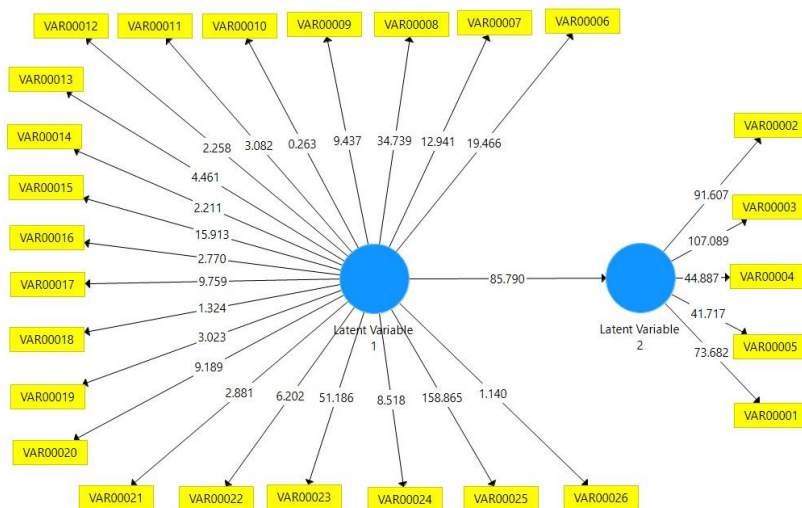 VAR00012
VAR00011
VAR00010
VAR00009
VAR00008
VAR00007
VAR00006
VAR00013
VAR00002
VAR00014
2.258
3.082
0.263
9.437
34.739
12.941
19.466
4.461
VAR00015
2.211
91.607
VAR00003
15.913
107.089
VAR00016
2.770
VAR00017
9.759
85.790
44.887
VAR00004
1.324
VAR00018
Latent Variable
1
Latent Variable
2
41.717
VAR00005
3.023
73.682
9.189
VAR00019
2.881
6.202
51.186
8.518
158.865
1.140
VAR00001
VAR00020
VAR00021
VAR00022
VAR00023
VAR00024
VAR00025
VAR00026